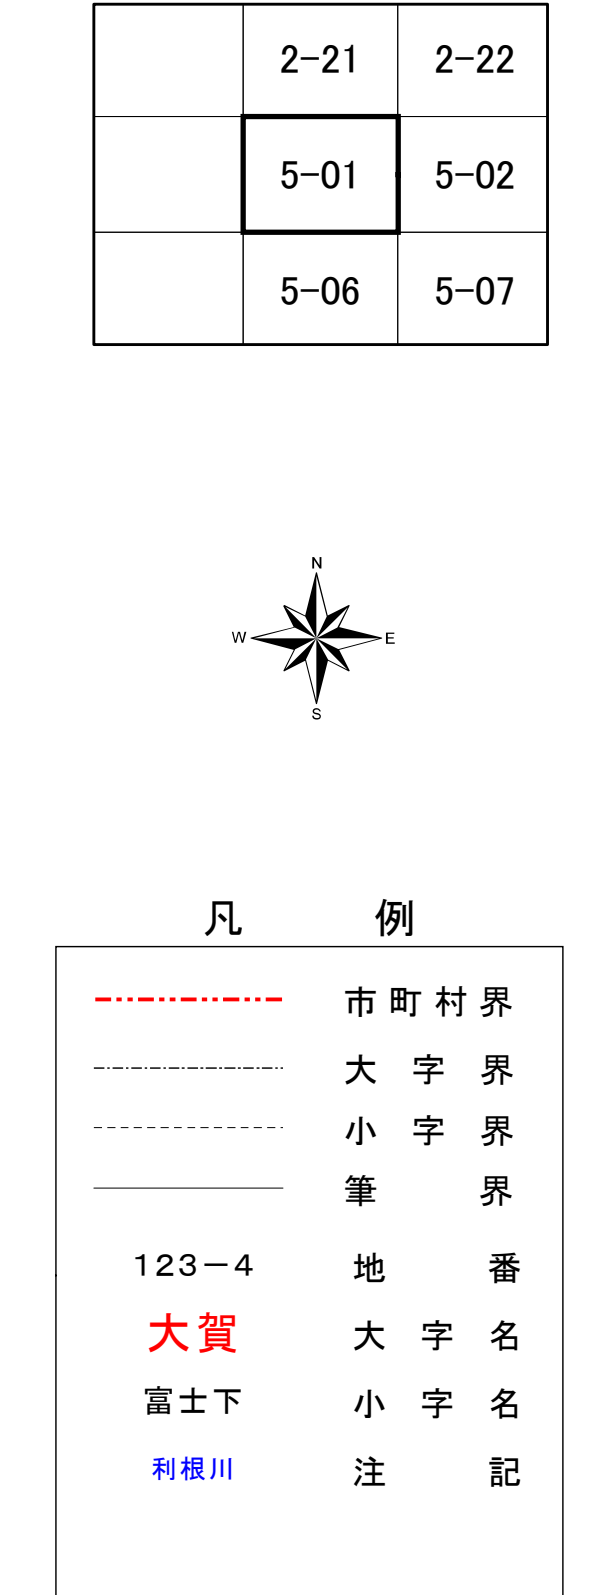 2-21 2-22
5-01 5-02
5-06 5-07
N
W E
S
凡例
市町村界
大字界
小字界
筆界
123-4 地番
大賀 大字名
富士下 小字名
利根川 注記